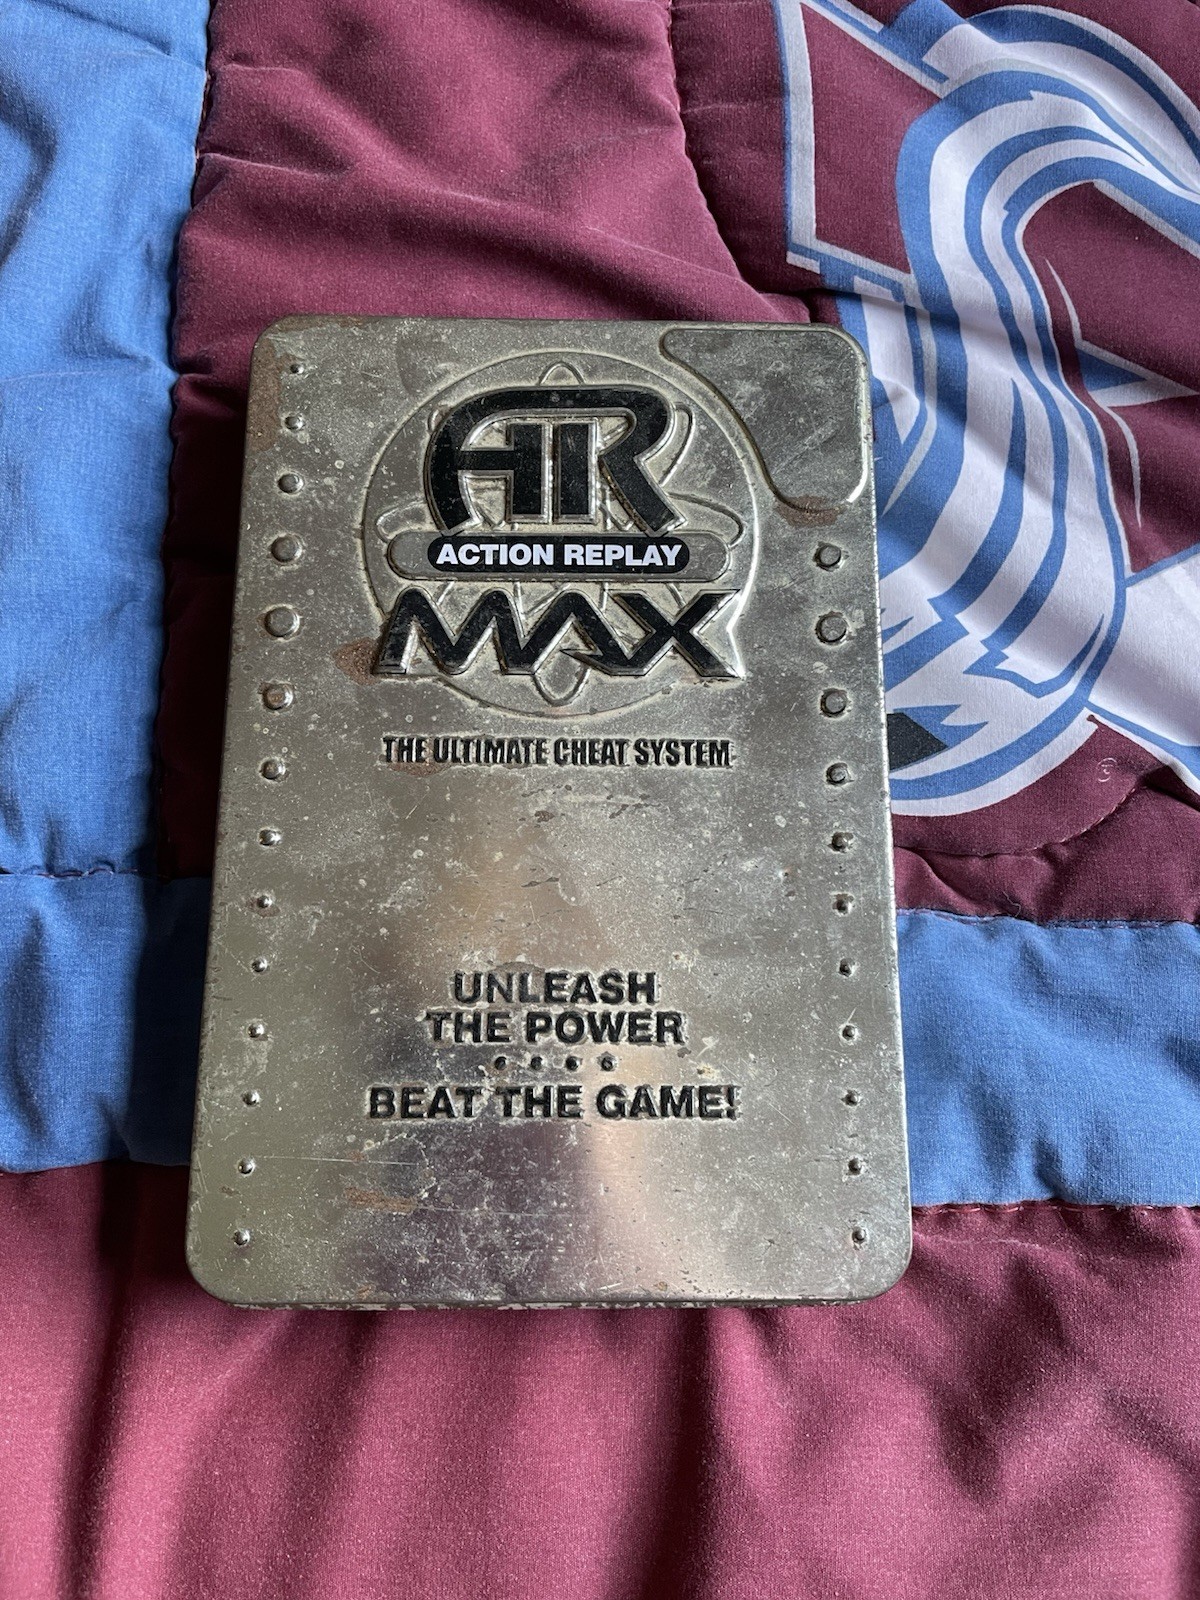 AR
ACTION REPLAY
MAX
THE ULTIMATE CHEAT SYSTEM
UNLEASH
THE POWER
BEAT THE GAME!